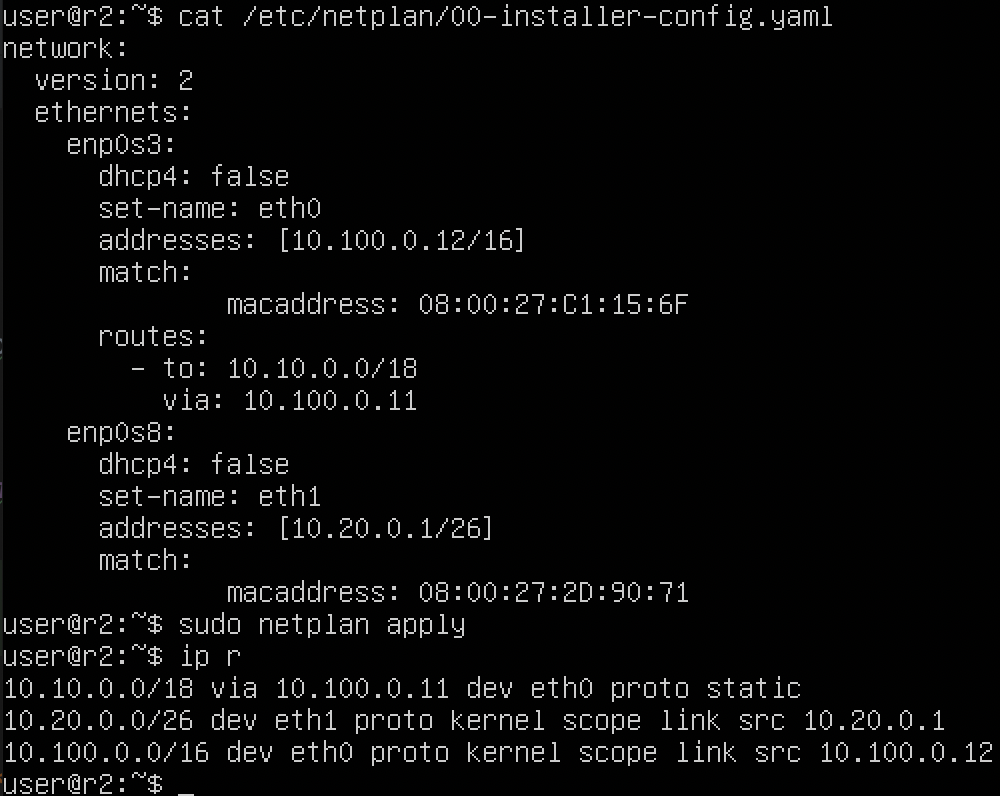 user@r2:~$ cat /etc/netplan/00-installer-config.yaml
network:
  version: 2
  ethernets:
    enp0s3:
      dhcp4: false
      set-name: eth0
      addresses: [10.100.0.12/16]
      match:
              macaddress: 08:00:27:C1:15:6F
      routes:
        - to: 10.10.0.0/18
          via: 10.100.0.11
    enp0s8:
      dhcp4: false
      set-name: eth1
      addresses: [10.20.0.1/26]
      match:
              macaddress: 08:00:27:2D:90:71
user@r2:~$ sudo netplan apply
user@r2:~$ ip r
10.10.0.0/18 via 10.100.0.11 dev eth0 proto static
10.20.0.0/26 dev eth1 proto kernel scope link src 10.20.0.1
10.100.0.0/16 dev eth0 proto kernel scope link src 10.100.0.12
user@r2:~$ _